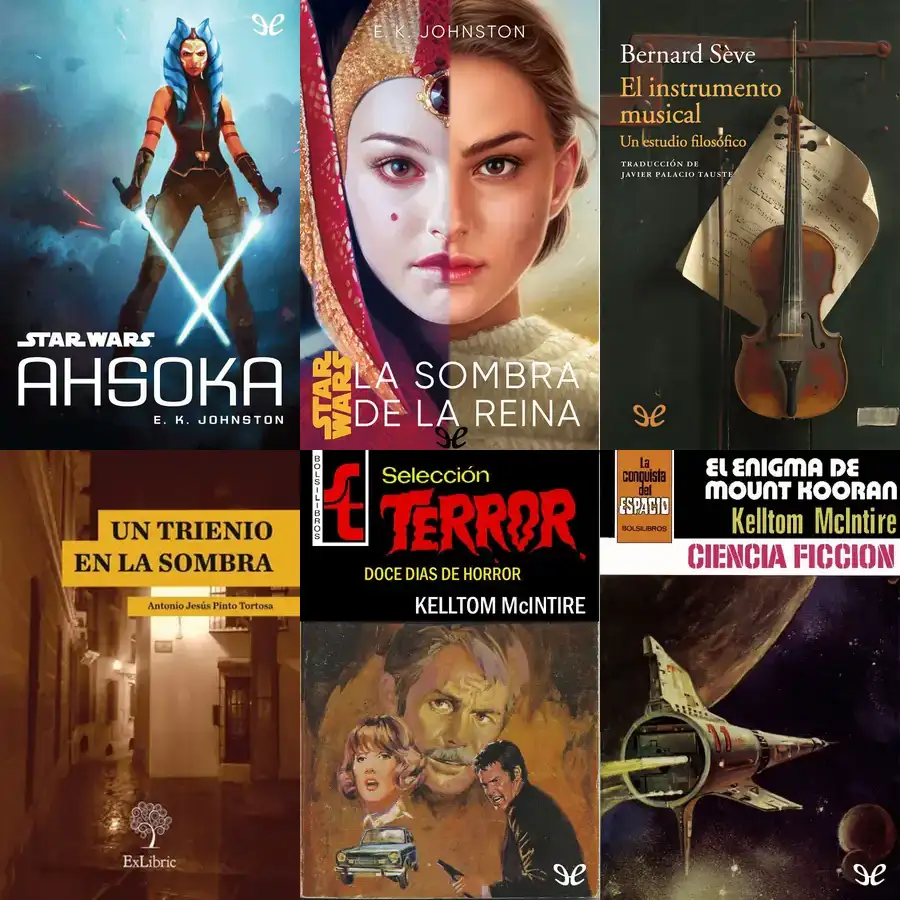 STAR WARS
AHSOKA
E. K. JOHNSTON
E. K. JOHNSTON
STAR
WARS
LA SOMBRA
DE LA REINA
Bernard Sève
El instrumento
musical
Un estudio filosófico
TRADUCCIÓN DE
JAVIER PALACIO TAUSTE
UN TRIENIO
EN LA SOMBRA
Antonio Jesús Pinto Tortosa
ExLibric
BOLSILIBROS
st
Selección
TERROR
DOCE DIAS DE HORROR
KELLTOM McINTIRE
La
conquista
del
ESPACIO
BOLSILIBROS
EL ENIGMA DE
MOUNT KOORAN
Kelltom McIntire
CIENCIA FICCION
11